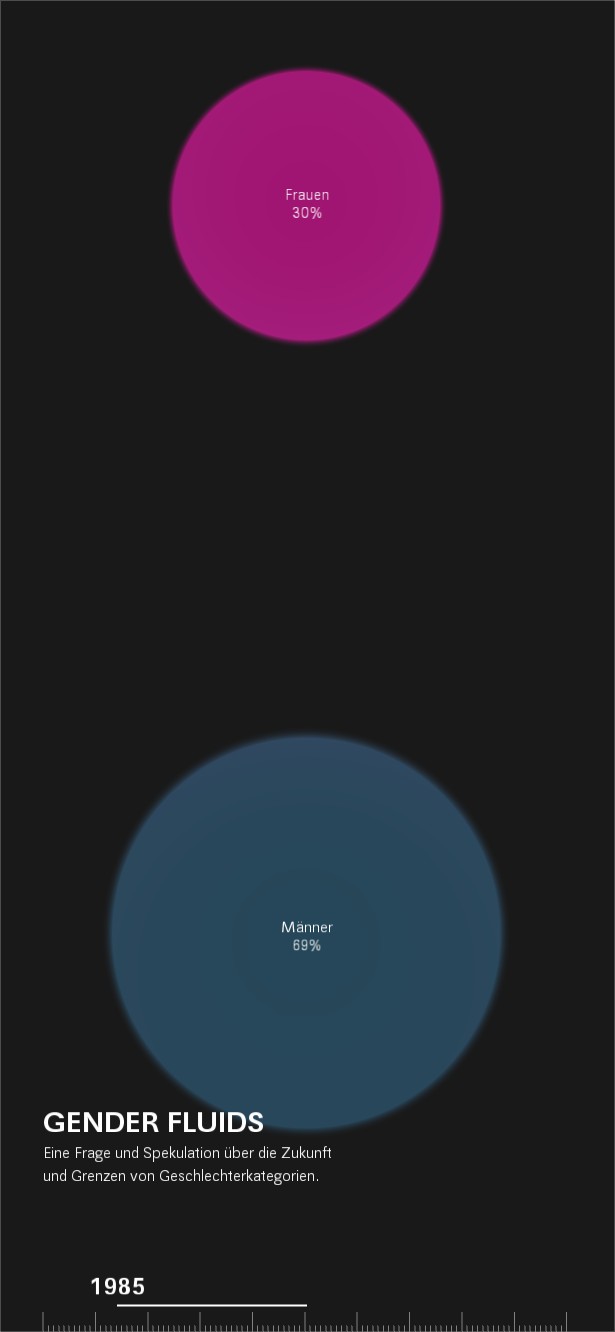 Frauen
30%
Männer
69%
GENDER FLUIDS
Eine Frage und Spekulation über die Zukunft
und Grenzen von Geschlechterkategorien.
1985